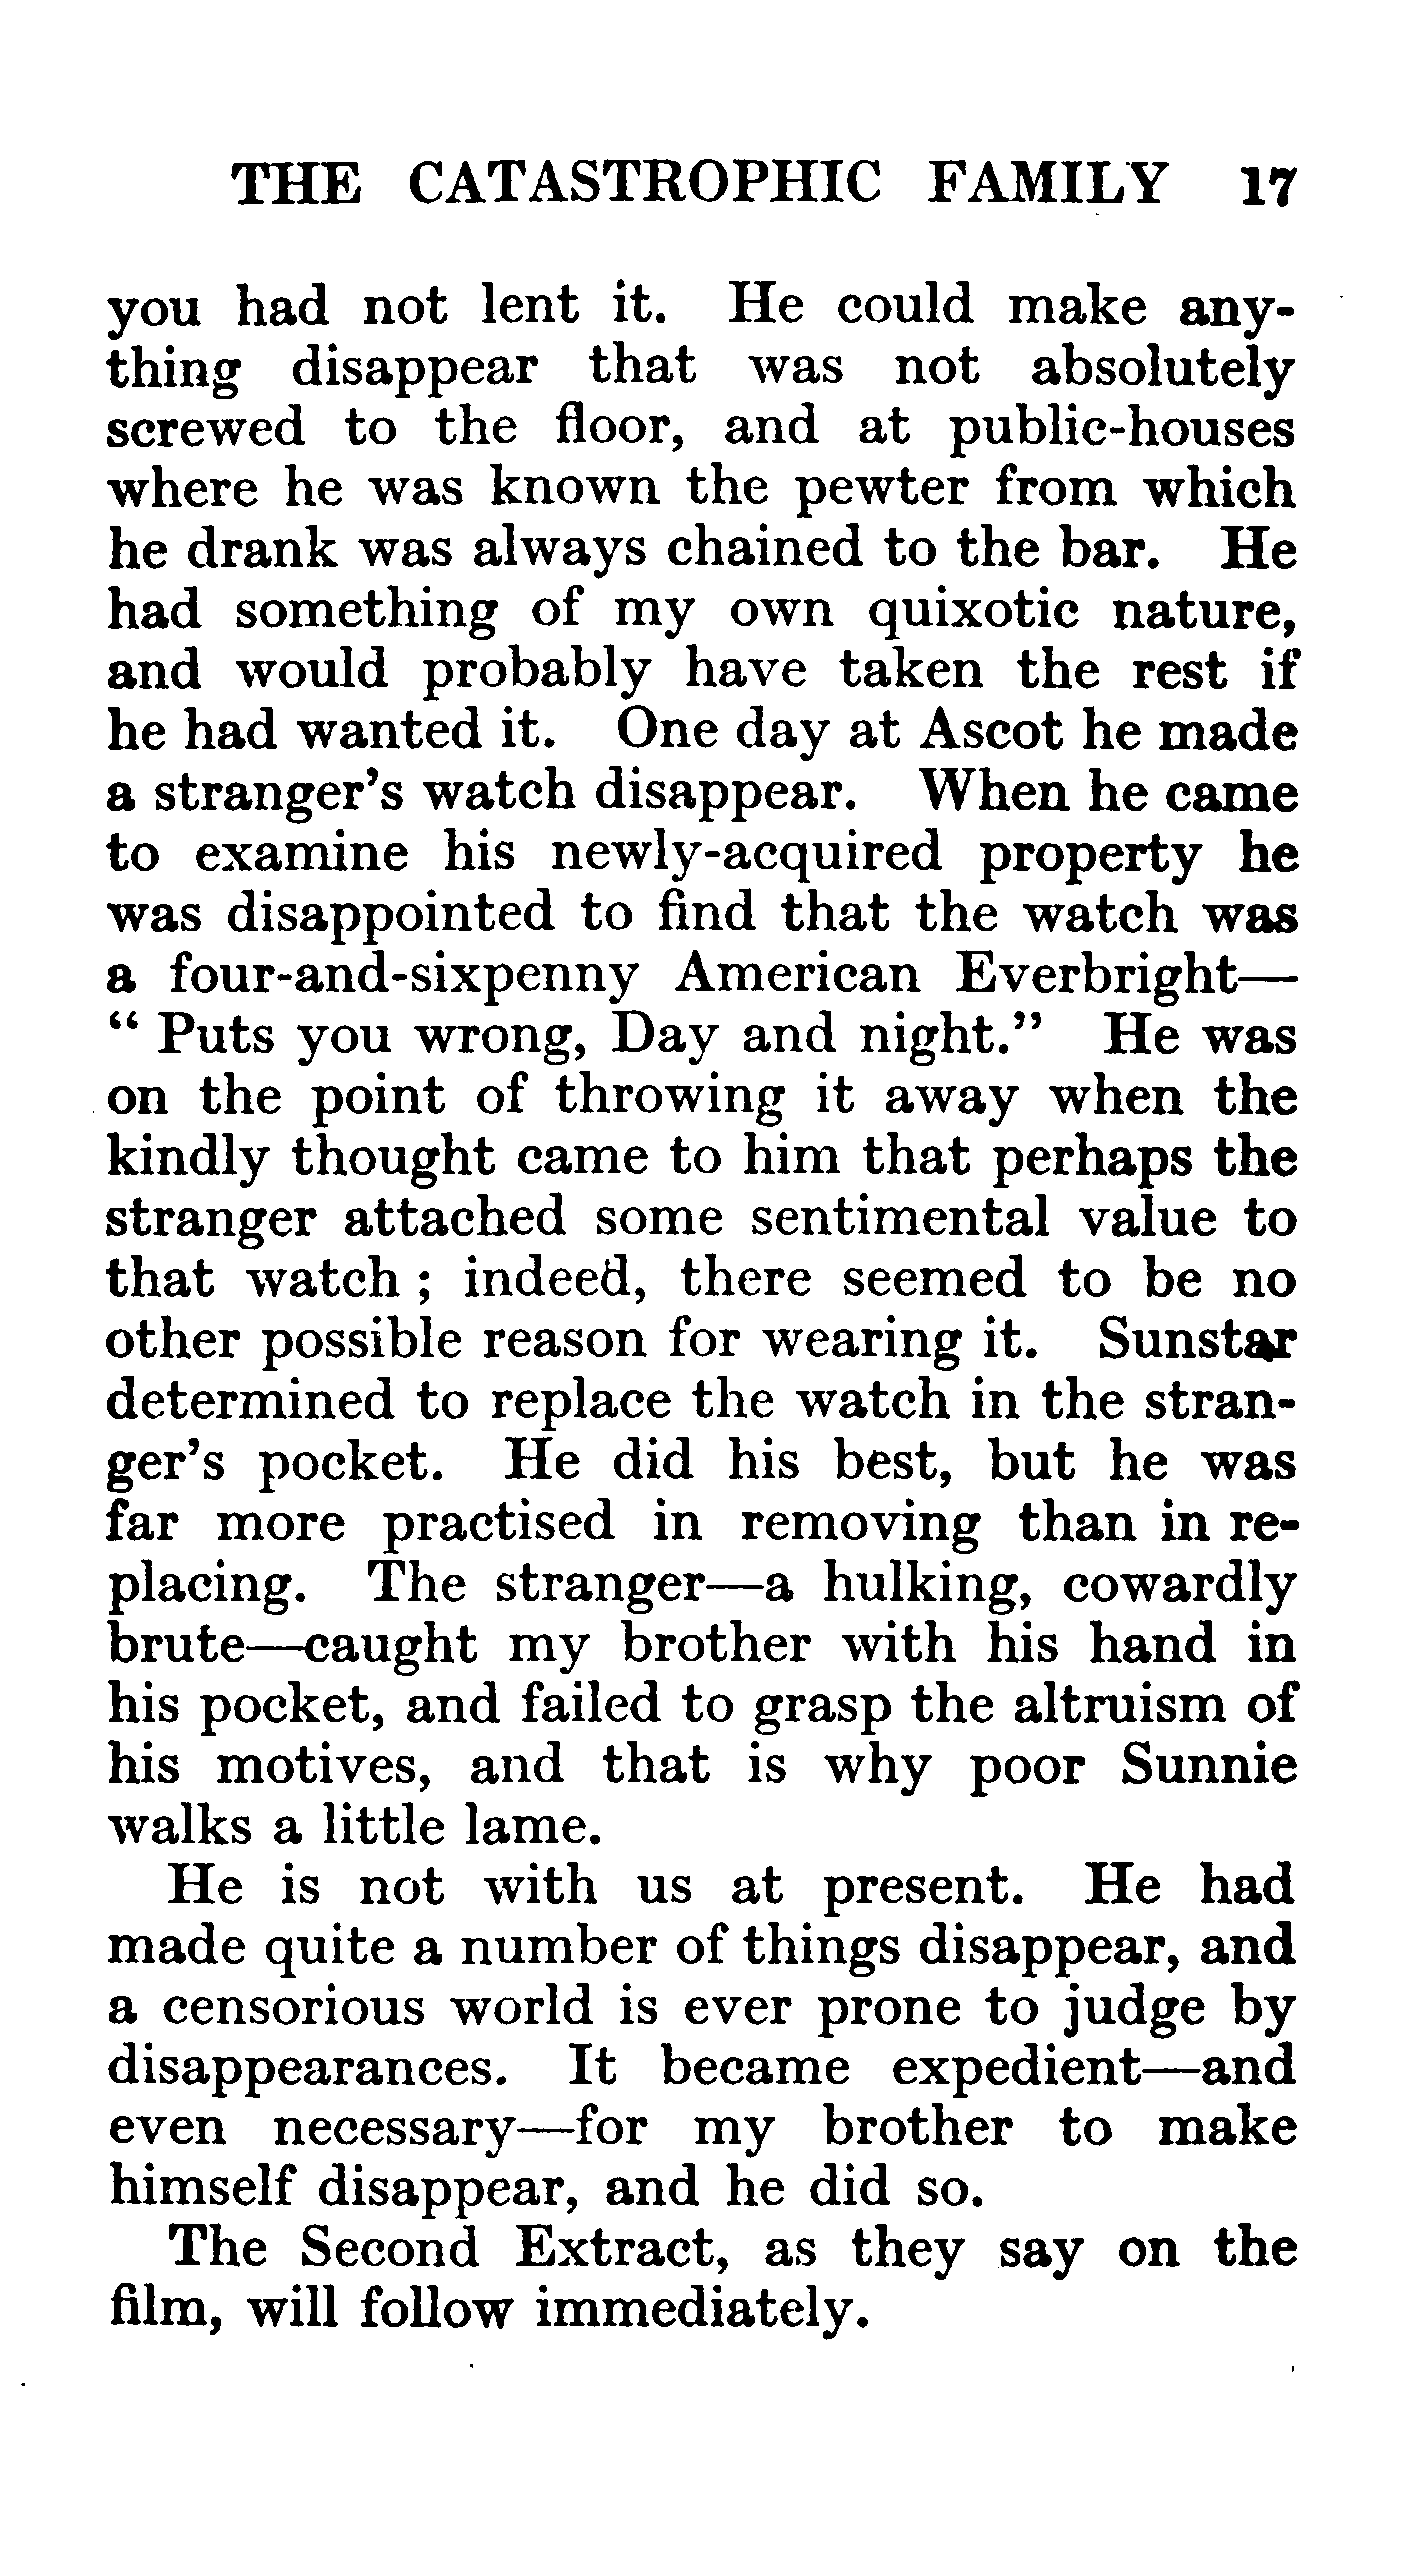 THE CATASTROPHIC FAMILY 17
you had not lent it. He could make any-
thing disappear that was not absolutely
screwed to the floor, and at public-houses
where he was known the pewter from which
he drank was always chained to the bar. He
had something of my own quixotic nature,
and would probably have taken the rest if
he had wanted it. One day at Ascot he made
a stranger's watch disappear. When he came
to examine his newly-acquired property he
was disappointed to find that the watch was
a four-and-sixpenny American Everbright—
“ Puts you wrong, Day and night.” He was
on the point of throwing it away when the
kindly thought came to him that perhaps the
stranger attached some sentimental value to
that watch ; indeed, there seemed to be no
other possible reason for wearing it. Sunstar
determined to replace the watch in the stran-
ger's pocket. He did his best, but he was
far more practised in removing than in re-
placing. The stranger—a hulking, cowardly
brute—caught my brother with his hand in
his pocket, and failed to grasp the altruism of
his motives, and that is why poor Sunnie
walks a little lame.
He is not with us at present. He had
made quite a number of things disappear, and
a censorious world is ever prone to judge by
disappearances. It became expedient—and
even necessary—for my brother to make
himself disappear, and he did so.
The Second Extract, as they say on the
film, will follow immediately.